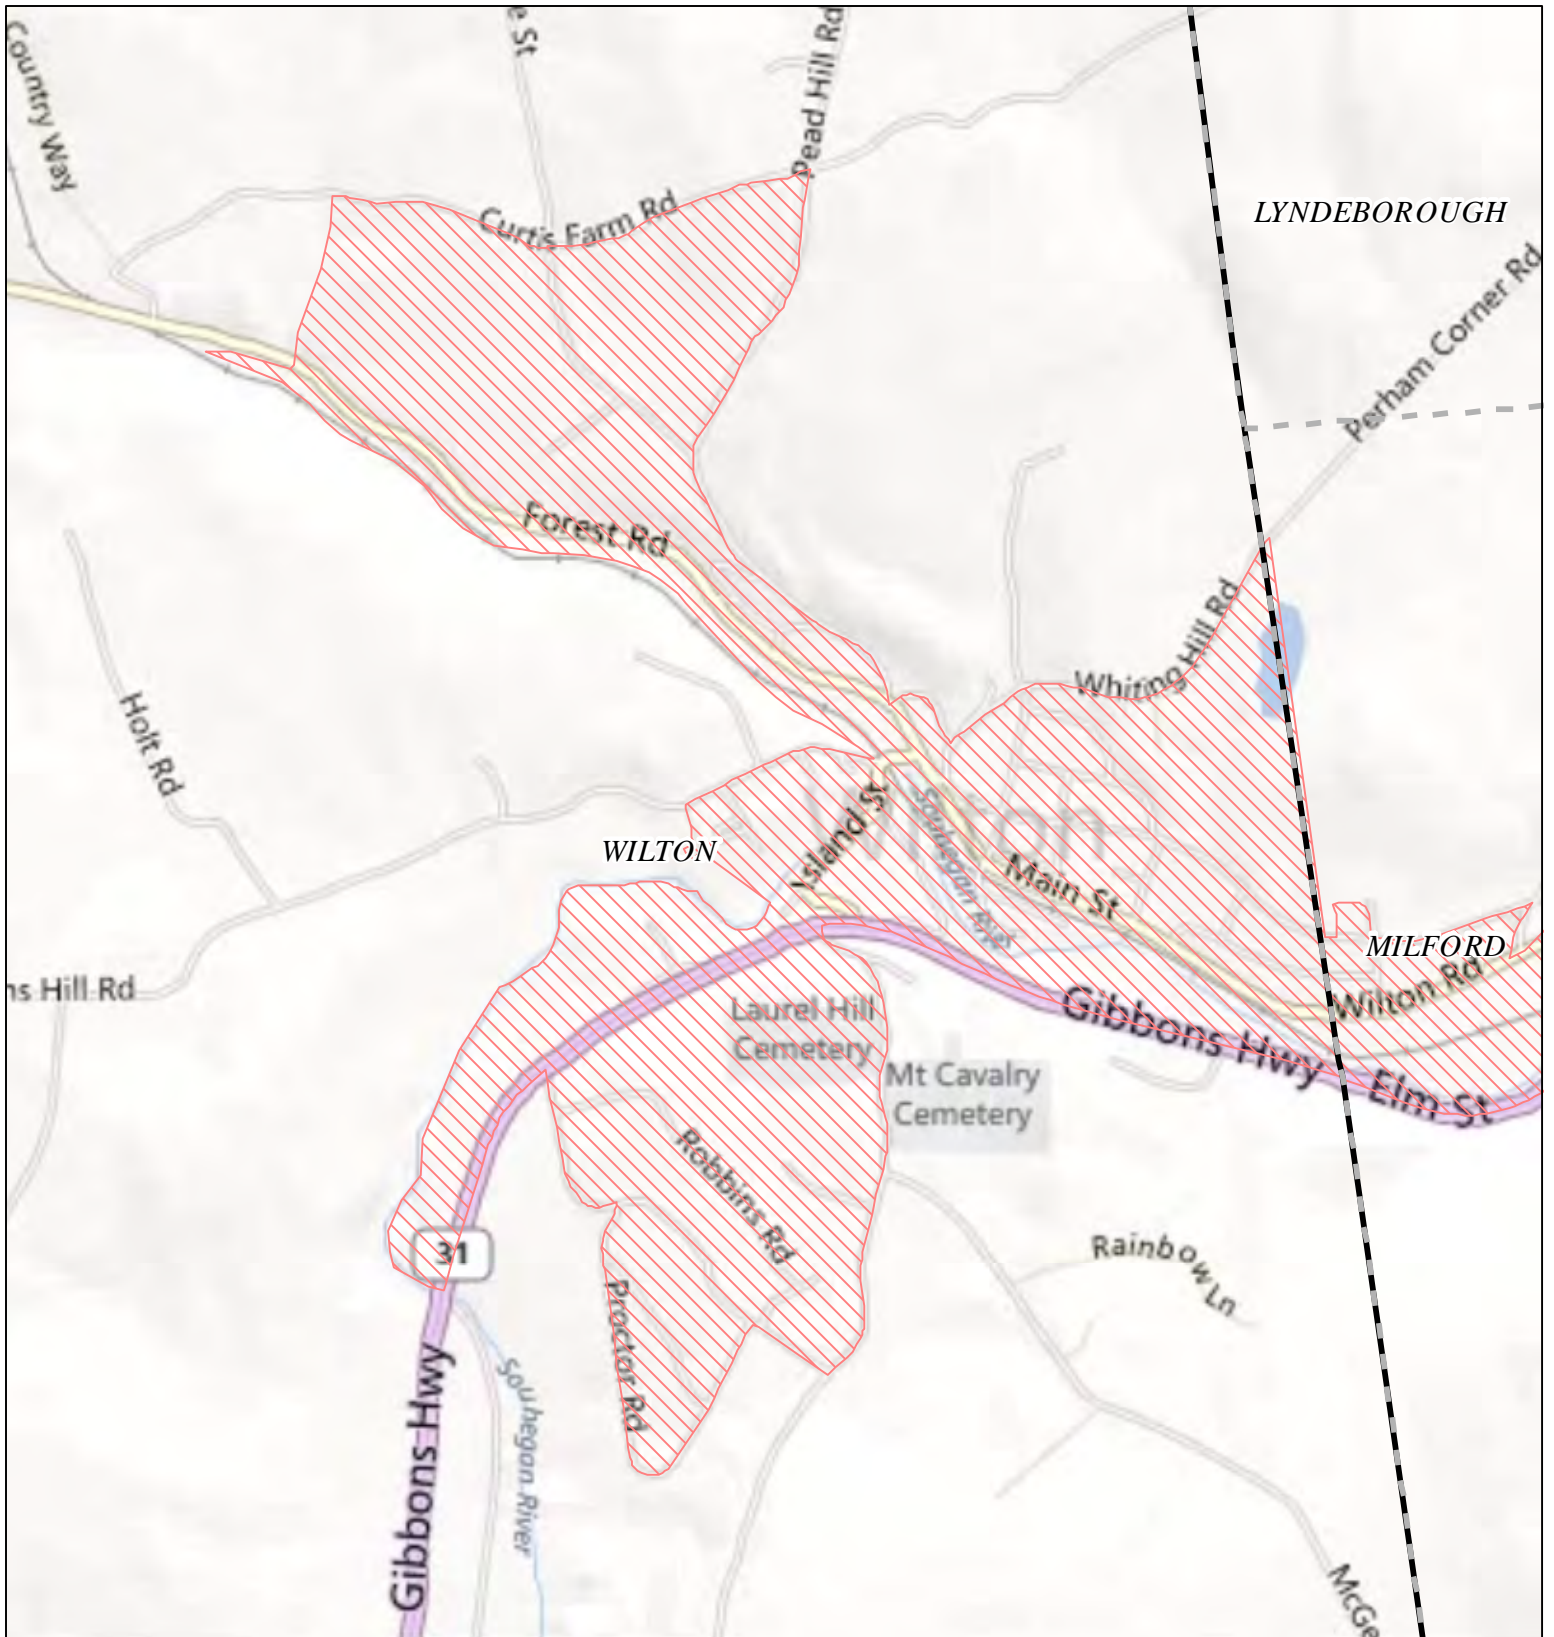 Country Way
e St
Pead Hill Rd
LYNDEBOROUGH
Curtis Farm Rd
Perham Corner Rd
Forest Rd
Whiting Hill Rd
Holt Rd
Wilton
Island St
Souhegan River
WILTON
Main St
MILFORD
ns Hill Rd
Wilton Rd
Laurel Hill
Cemetery
Gibbons Hwy
Mt Cavalry
Cemetery
Elm St
Robbins Rd
31
Rainbow Ln
Proctor Rd
Gibbons Hwy
Souhegan River
McGe